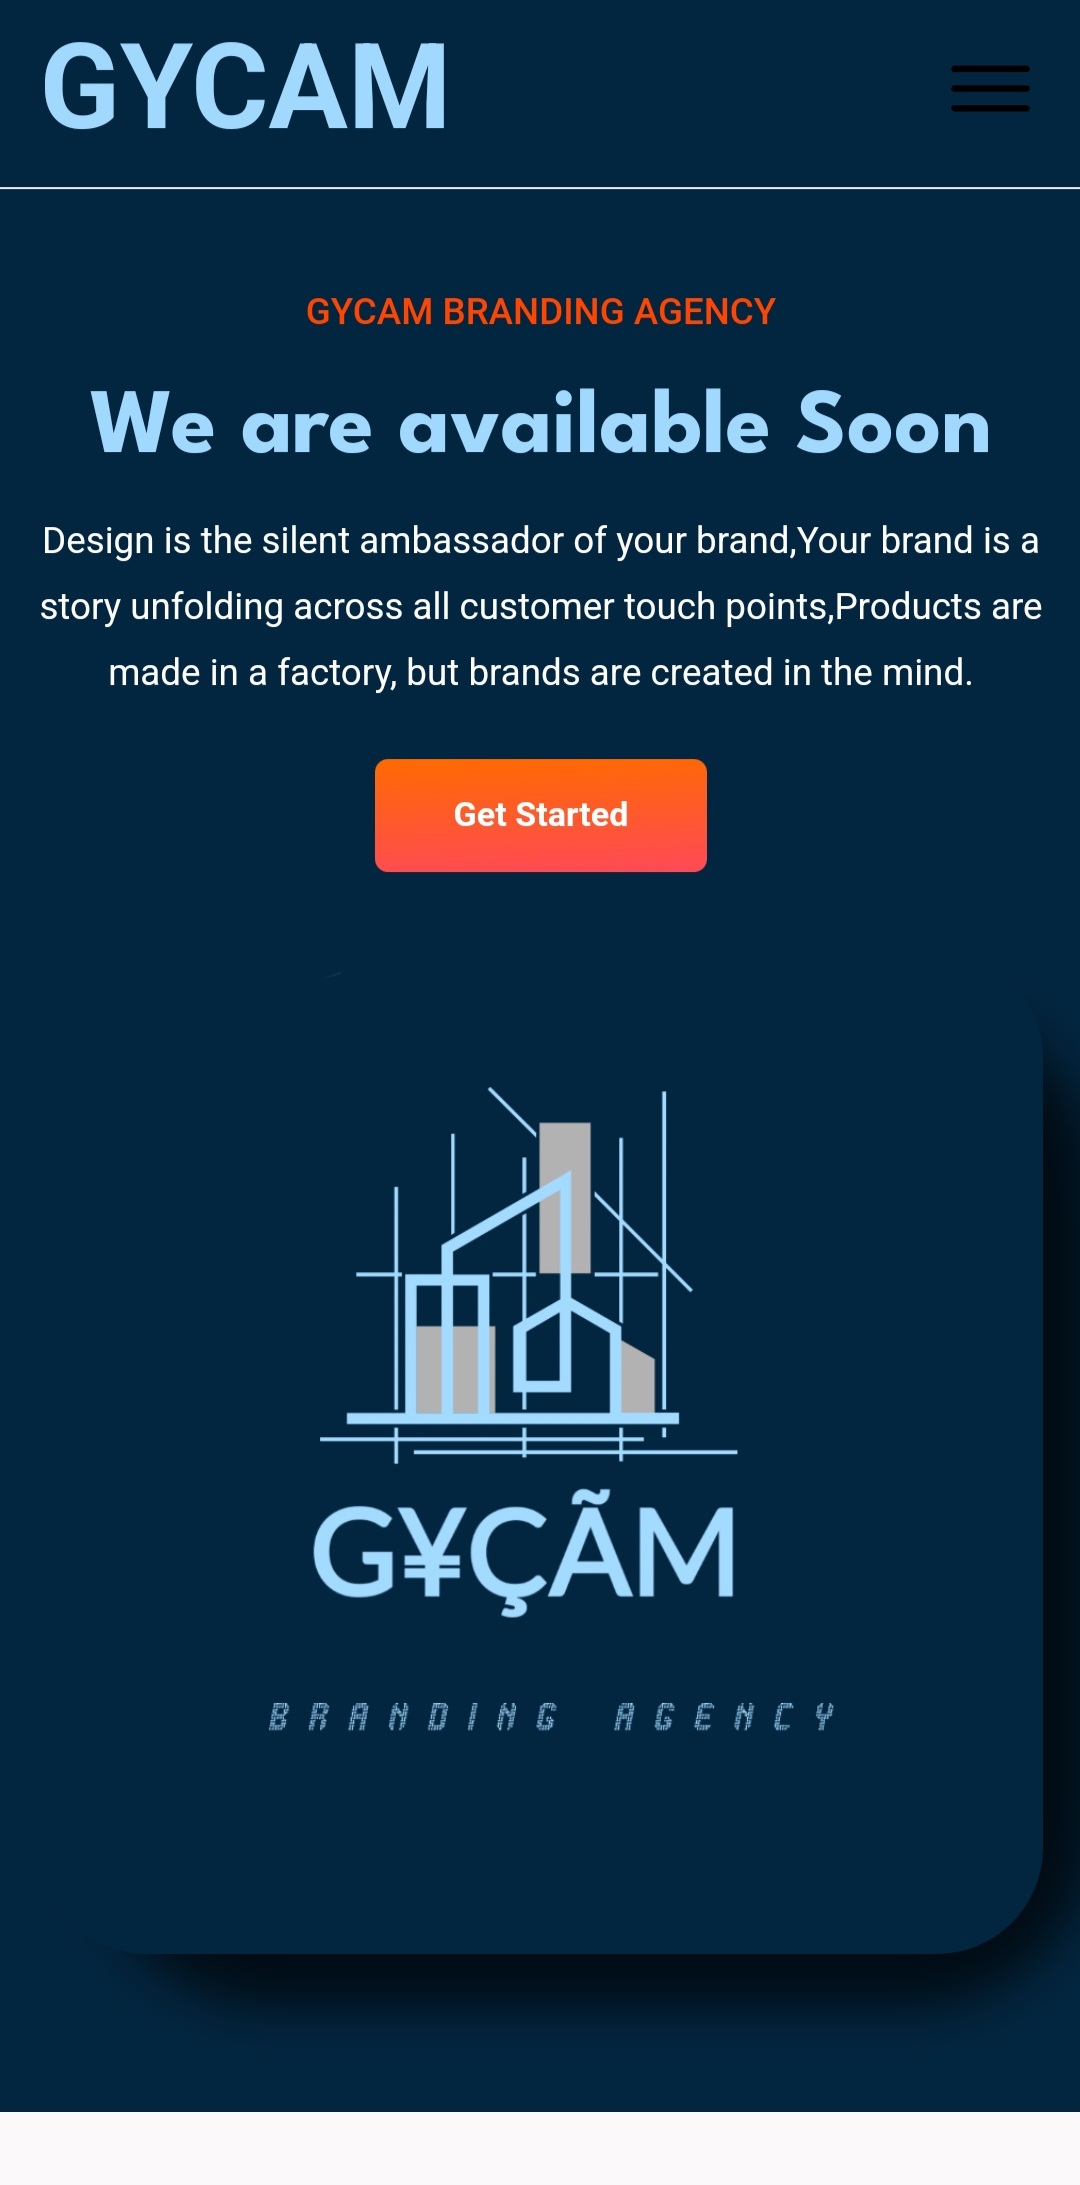 GYCAM
GYCAM BRANDING AGENCY
We are available Soon
Design is the silent ambassador of your brand,Your brand is a
story unfolding across all customer touch points,Products are
made in a factory, but brands are created in the mind.
Get Started
G¥ÇÃM
BRANDING AGENCY